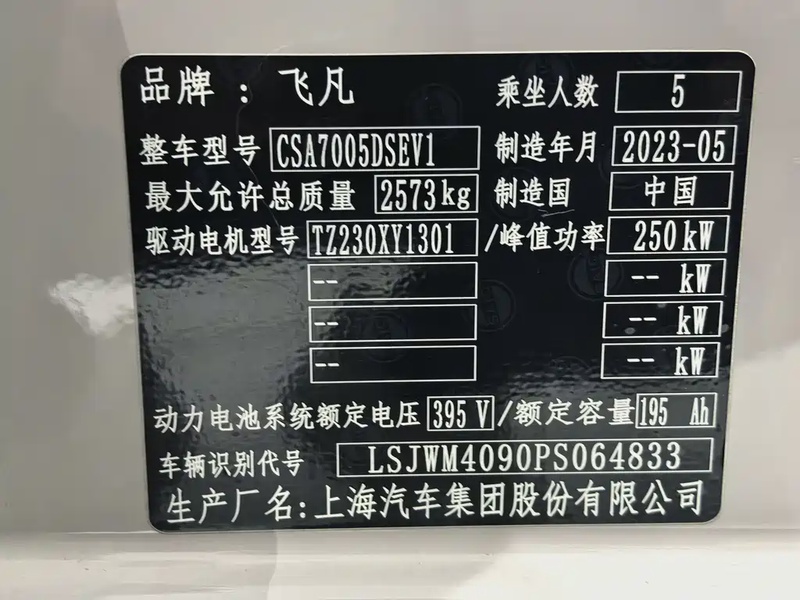 品牌：飞凡 乘坐人数 5
整车型号 CSA7005DSEV1 制造年月 2023-05
最大允许总质量 2573kg 制造国 中国
驱动电机型号 TZ230XY1301 /峰值功率 250kW
-- -- kW
-- -- kW
-- -- kW
动力电池系统额定电压 395 V /额定容量 195 Ah
车辆识别代号 LSJWM4090PS064833
生产厂名:上海汽车集团股份有限公司